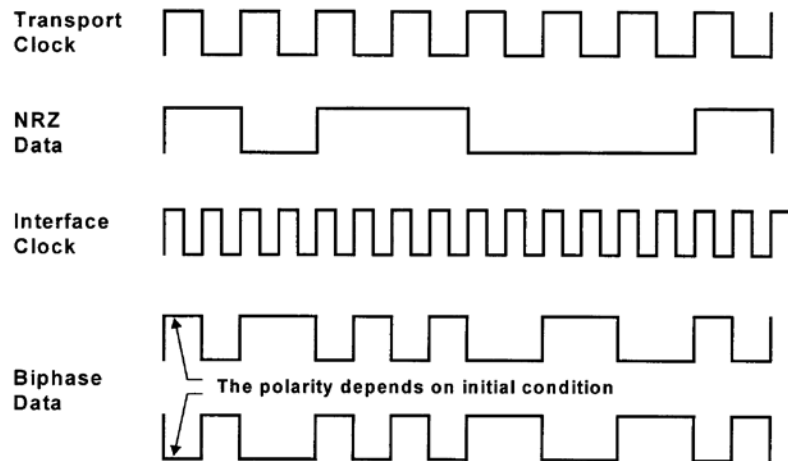 Transport
Clock
NRZ
Data
Interface
Clock
Biphase
Data
The polarity depends on initial condition